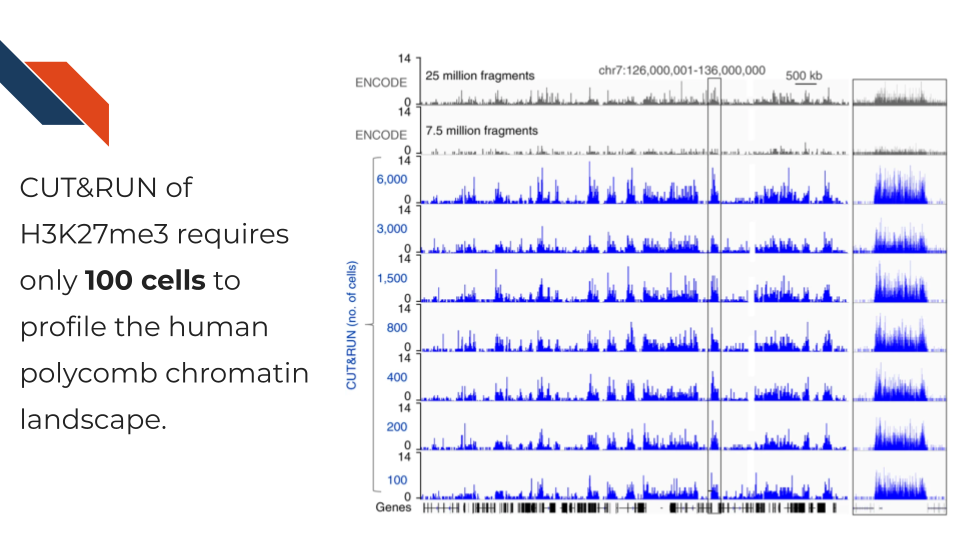 CUT&RUN of
H3K27me3 requires
only 100 cells to
profile the human
polycomb chromatin
landscape.
14
ENCODE
0
25 million fragments
chr7:126,000,001-136,000,000
500 kb
14
ENCODE
0
7.5 million fragments
CUT&RUN (no. of cells)
14
6,000
0
14
3,000
0
14
1,500
0
14
800
0
14
400
0
14
200
0
14
100
0
Genes